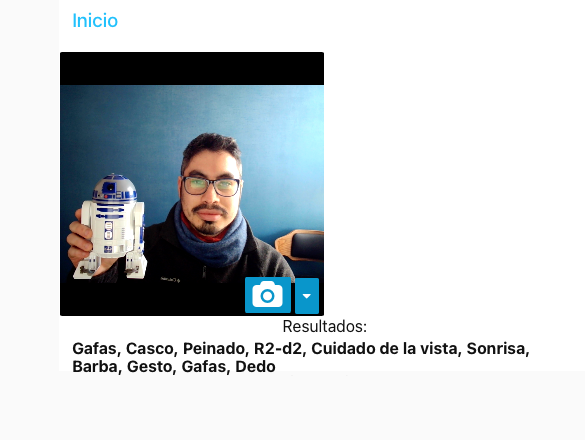 Inicio
Resultados:
Gafas, Casco, Peinado, R2-d2, Cuidado de la vista, Sonrisa,
Barba, Gesto, Gafas, Dedo